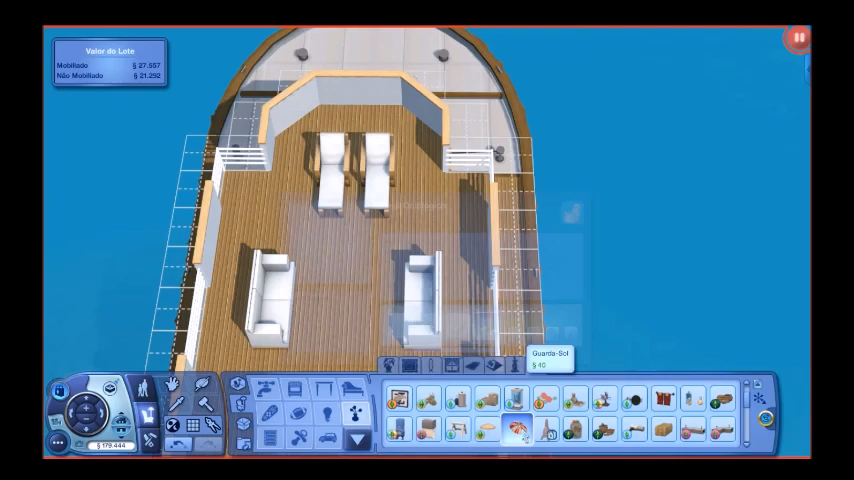 Valor do Lote
Mobiliado § 27.557
Não Mobiliado § 21.292
Guarda-Sol
§ 40
§ 179.444